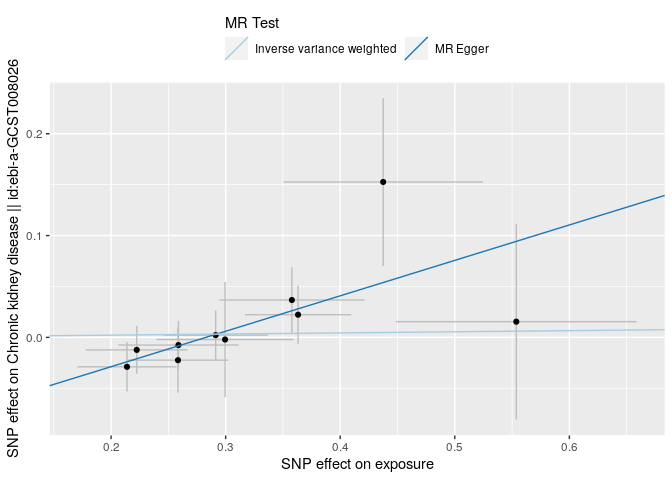 MR Test
Inverse variance weighted
MR Egger
SNP effect on Chronic kidney disease || id:ebi-a-GCST008026
0.2
0.1
0.0
0.2
0.3
0.4
0.5
0.6
SNP effect on exposure